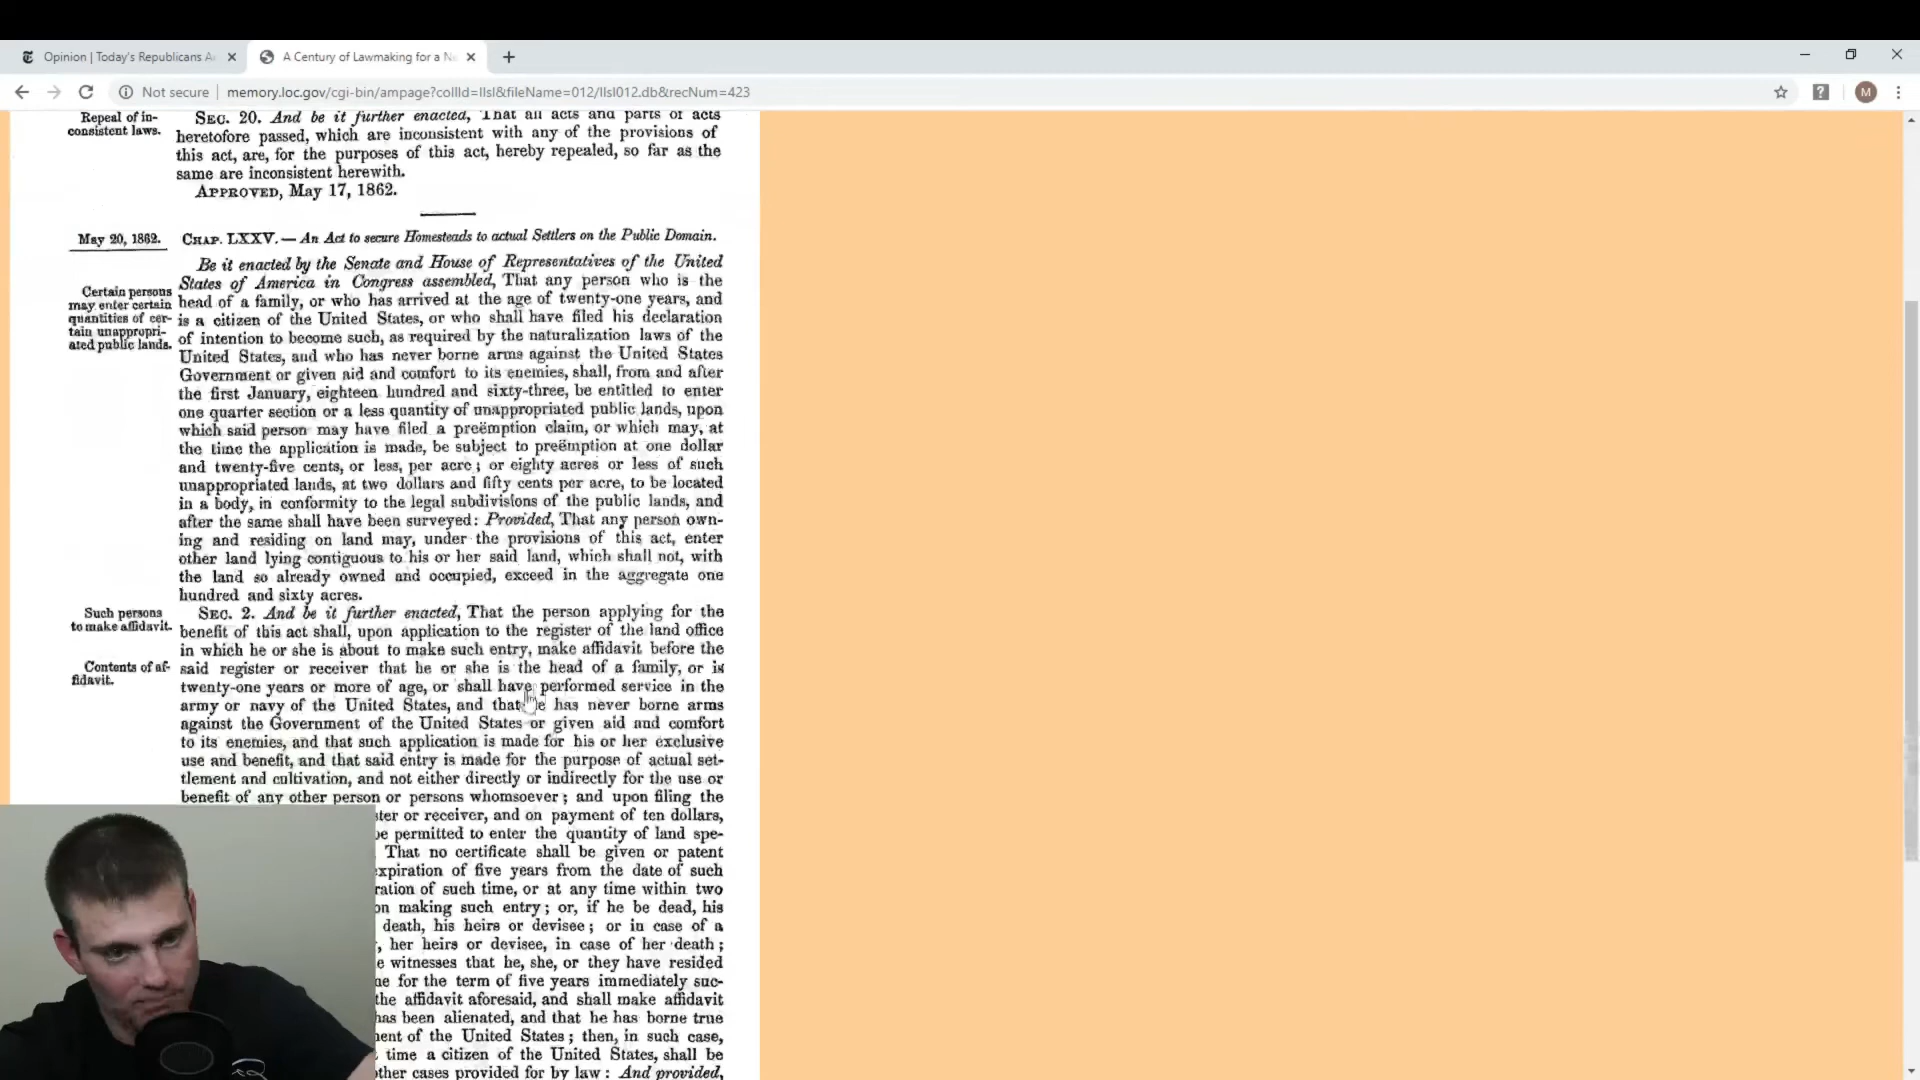 Opinion | Today's Republicans A
A Century of Lawmaking for a N
Not secure
memory.loc.gov/cgi-bin/ampage?collId=llsl&fileName=012/llsl012.db&recNum=423
M
Repeal of in-
consistent laws.
SEC. 20. And be it further enacted, That all acts and parts of acts
heretofore passed, which are inconsistent with any of the provisions of
this act, are, for the purposes of this act, hereby repealed, so far as the
same are inconsistent herewith.
APPROVED, May 17, 1862.
May 20, 1862.
CHAP. LXXV.— An Act to secure Homesteads to actual Settlers on the Public Domain.
Certain persons
may enter certain
quantities of cer-
tain unappropri-
ated public lands.
Be it enacted by the Senate and House of Representatives of the United
States of America in Congress assembled, That any person who is the
head of a family, or who has arrived at the age of twenty-one years, and
is a citizen of the United States, or who shall have filed his declaration
of intention to become such, as required by the naturalization laws of the
United States, and who has never borne arms against the United States
Government or given aid and comfort to its enemies, shall, from and after
the first January, eighteen hundred and sixty-three, be entitled to enter
one quarter section or a less quantity of unappropriated public lands, upon
which said person may have filed a preëmption claim, or which may, at
the time the application is made, be subject to preëmption at one dollar
and twenty-five cents, or less, per acre; or eighty acres or less of such
unappropriated lands, at two dollars and fifty cents per acre, to be located
in a body, in conformity to the legal subdivisions of the public lands, and
after the same shall have been surveyed: Provided, That any person own-
ing and residing on land may, under the provisions of this act, enter
other land lying contiguous to his or her said land, which shall not, with
the land so already owned and occupied, exceed in the aggregate one
hundred and sixty acres.
Such persons
to make affidavit.
Contents of af-
fidavit.
SEC. 2. And be it further enacted, That the person applying for the
benefit of this act shall, upon application to the register of the land office
in which he or she is about to make such entry, make affidavit before the
said register or receiver that he or she is the head of a family, or is
twenty-one years or more of age, or shall have performed service in the
army or navy of the United States, and that he has never borne arms
against the Government of the United States or given aid and comfort
to its enemies, and that such application is made for his or her exclusive
use and benefit, and that said entry is made for the purpose of actual set-
tlement and cultivation, and not either directly or indirectly for the use or
benefit of any other person or persons whomsoever; and upon filing the
ter or receiver, and on payment of ten dollars,
e permitted to enter the quantity of land spe-
That no certificate shall be given or patent
xpiration of five years from the date of such
ration of such time, or at any time within two
on making such entry; or, if he be dead, his
death, his heirs or devisee; or in case of a
, her heirs or devisee, in case of her death;
e witnesses that he, she, or they have resided
e for the term of five years immediately suc-
the affidavit aforesaid, and shall make affidavit
has been alienated, and that he has borne true
ent of the United States; then, in such case,
time a citizen of the United States, shall be
ther cases provided for by law: And provided,